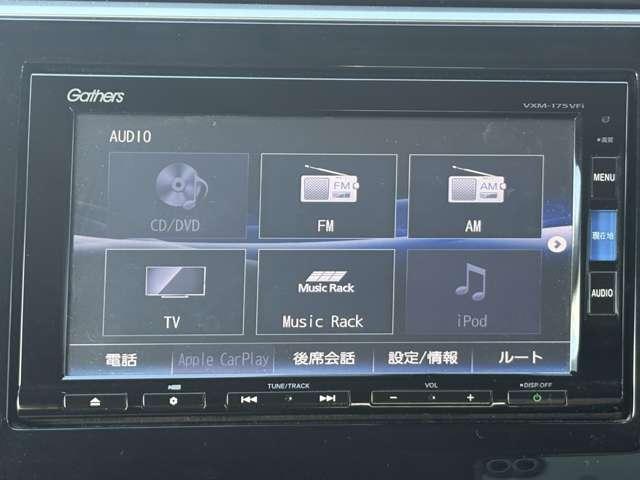 Gathers
VXM-175VFi
AUDIO
CD/DVD
FM
FM
AM
AM
TV
Music Rack
Music Rack
iPod
電話
Apple CarPlay
後席会話
設定/情報
ルート
画質
MENU
現在地
AUDIO
TUNE/TRACK
VOL
DISP OFF
− +